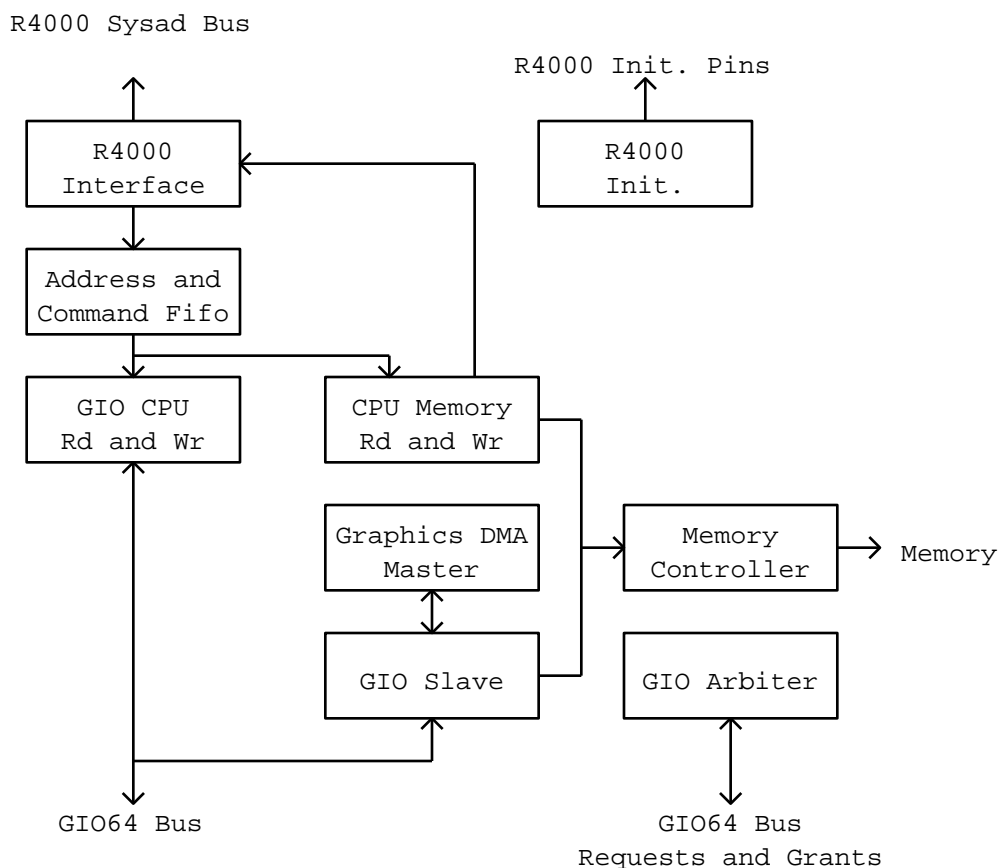 R4000 Sysad Bus
R4000 Init. Pins
R4000
Interface
R4000
Init.
Address and
Command Fifo
GIO CPU
Rd and Wr
CPU Memory
Rd and Wr
Graphics DMA
Master
Memory
Controller
Memory
GIO Slave
GIO Arbiter
GIO64 Bus
GIO64 Bus
Requests and Grants